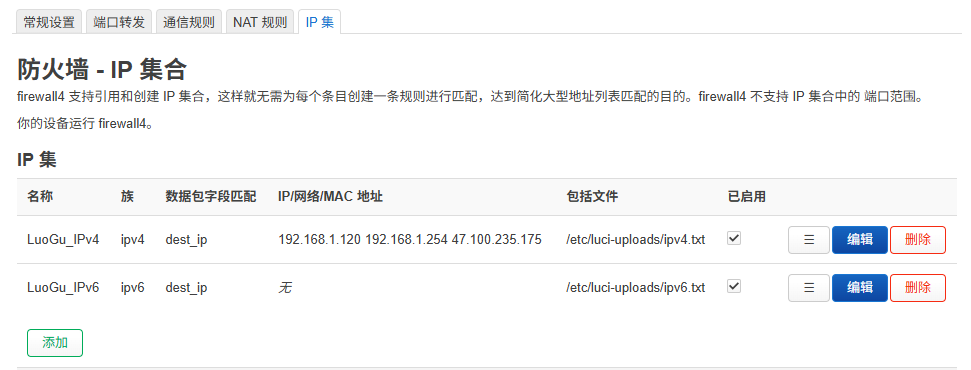 常规设置 端口转发 通信规则 NAT 规则 IP 集
防火墙 - IP 集合
firewall4 支持引用和创建 IP 集合，这样就无需为每个条目创建一条规则进行匹配，达到简化大型地址列表匹配的目的。firewall4 不支持 IP 集合中的 端口范围。
你的设备运行 firewall4。
IP 集
名称 族 数据包字段匹配 IP/网络/MAC 地址 包括文件 已启用
LuoGu_IPv4 ipv4 dest_ip 192.168.1.120 192.168.1.254 47.100.235.175 /etc/luci-uploads/ipv4.txt ☰ 编辑 删除
LuoGu_IPv6 ipv6 dest_ip 无 /etc/luci-uploads/ipv6.txt ☰ 编辑 删除
添加